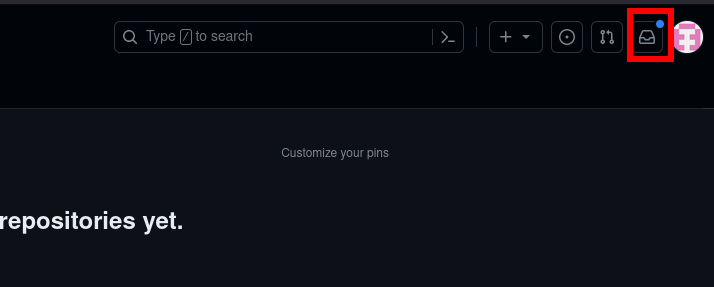 Type / to search
Customize your pins
repositories yet.